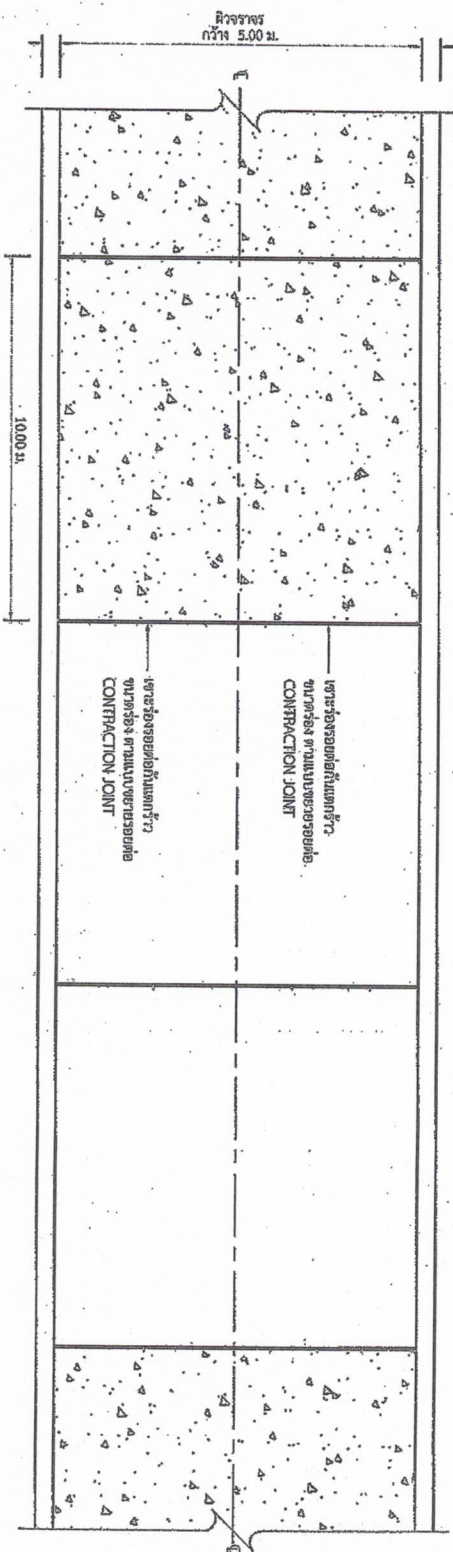 ผิวจราจร
กว้าง 5.00 ม.
10.00 ม.
เซาะร่องรอยต่อกันแตกร้าว
ขนาดร่อง ตามแบบขยายรอยต่อ
CONTRACTION JOINT
เซาะร่องรอยต่อกันแตกร้าว
ขนาดร่อง ตามแบบขยายรอยต่อ
CONTRACTION JOINT